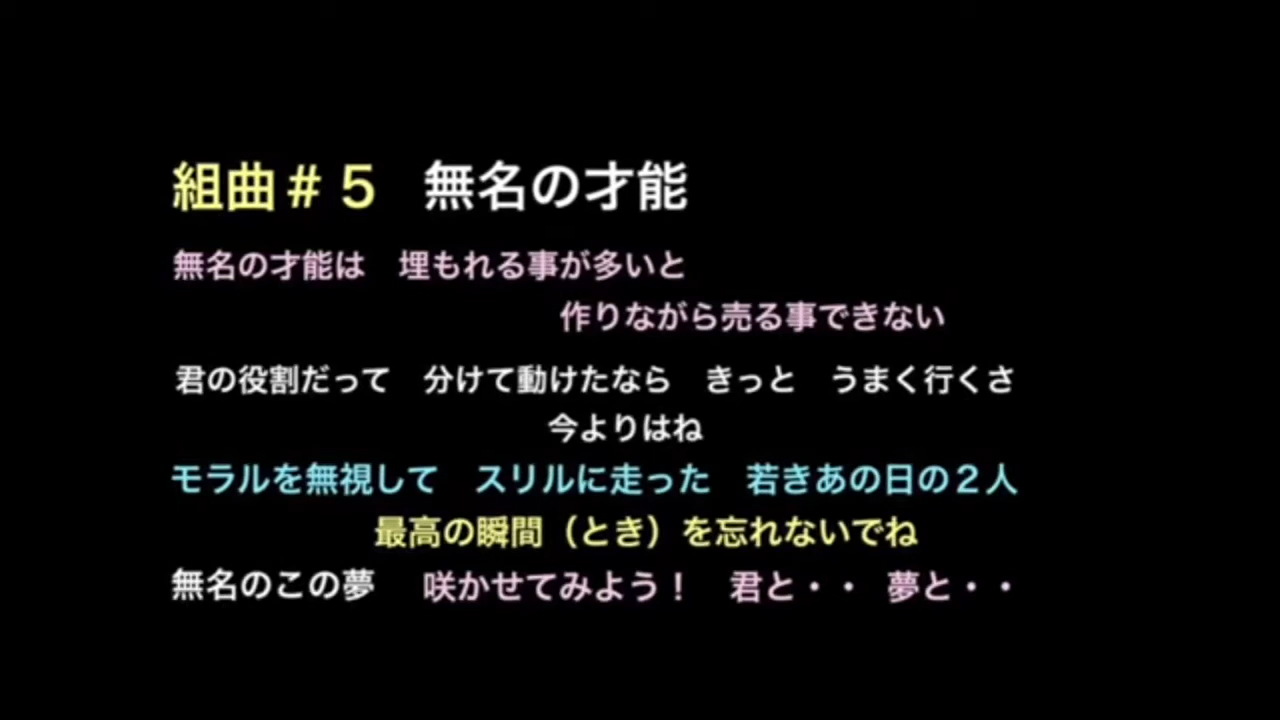 組曲＃５　無名の才能
無名の才能は　埋もれる事が多いと
作りながら売る事できない
君の役割だって　分けて動けたなら　きっと　うまく行くさ
今よりはね
モラルを無視して　スリルに走った　若きあの日の２人
最高の瞬間（とき）を忘れないでね
無名のこの夢　咲かせてみよう！　君と・・　夢と・・